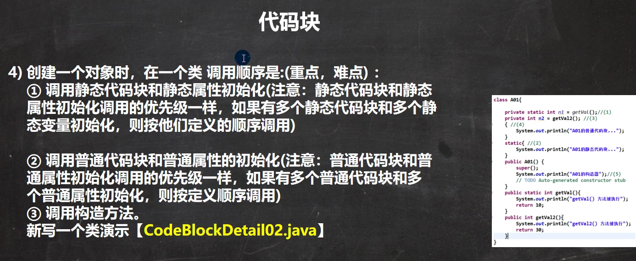 代码块
4) 创建一个对象时，在一个类 调用顺序是:(重点，难点）：
① 调用静态代码块和静态属性初始化(注意：静态代码块和静态
属性初始化调用的优先级一样，如果有多个静态代码块和多个静
态变量初始化，则按他们定义的顺序调用)
② 调用普通代码块和普通属性的初始化(注意：普通代码块和普
通属性初始化调用的优先级一样，如果有多个普通代码块和多
个普通属性初始化，则按定义顺序调用)
③ 调用构造方法。
新写一个类演示【CodeBlockDetail02.java】
class A01{
private static int n1 = getVal();//(1)
private int n2 = getVal2(); //(3)
{ //(4)
System.out.println("A01的普通代码块...");
}
static{ //(2)
System.out.println("A01的静态代码块...");
}
public A01() {
super();
System.out.println("A01的构造器");//(5)
// TODO Auto-generated constructor stub
}
public static int getVal(){
System.out.println("getVal() 方法被执行");
return 10;
}
public int getVal2(){
System.out.println("getVal2() 方法被执行");
return 30;
}
}